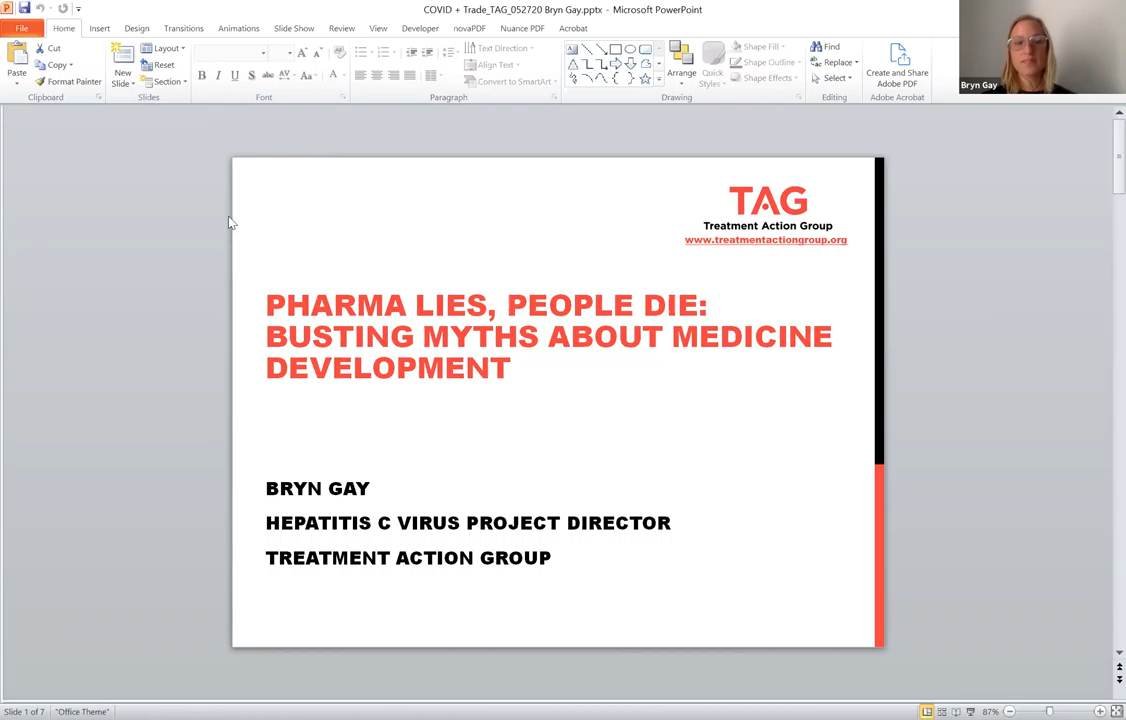 COVID + Trade_TAG_052720 Bryn Gay.pptx - Microsoft PowerPoint
File Home Insert Design Transitions Animations Slide Show Review View Developer novaPDF Nuance PDF Acrobat
Paste
Cut
Copy
Format Painter
Clipboard
New Slide
Layout
Reset
Section
Slides
B I U S abc AV Aa A
Font
Text Direction
Align Text
Convert to SmartArt
Paragraph
Arrange
Quick Styles
Shape Fill
Shape Outline
Shape Effects
Drawing
Find
Replace
Select
Editing
Create and Share
Adobe PDF
Adobe Acrobat
Bryn Gay
TAG
Treatment Action Group
www.treatmentactiongroup.org
PHARMA LIES, PEOPLE DIE:
BUSTING MYTHS ABOUT MEDICINE
DEVELOPMENT
BRYN GAY
HEPATITIS C VIRUS PROJECT DIRECTOR
TREATMENT ACTION GROUP
Slide 1 of 7 "Office Theme" 87%